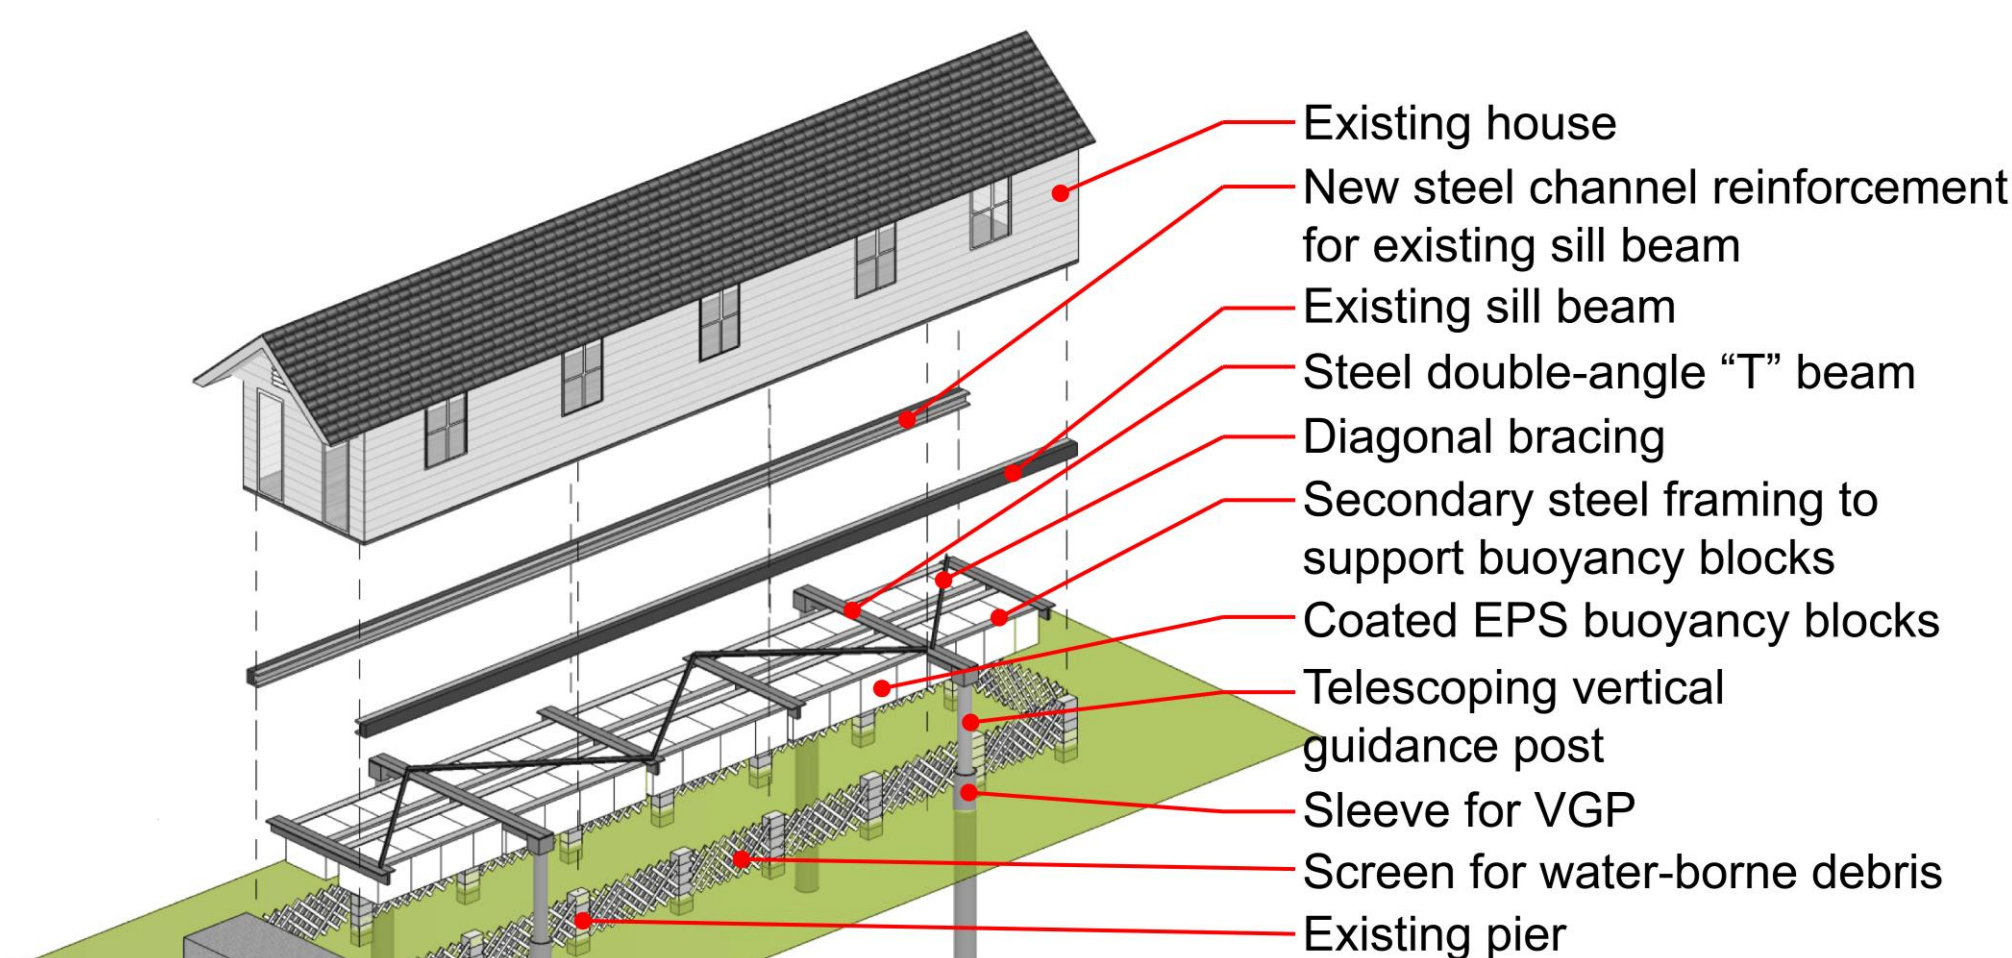 Existing house
New steel channel reinforcement
for existing sill beam
Existing sill beam
Steel double-angle “T” beam
Diagonal bracing
Secondary steel framing to
support buoyancy blocks
Coated EPS buoyancy blocks
Telescoping vertical
guidance post
Sleeve for VGP
Screen for water-borne debris
Existing pier